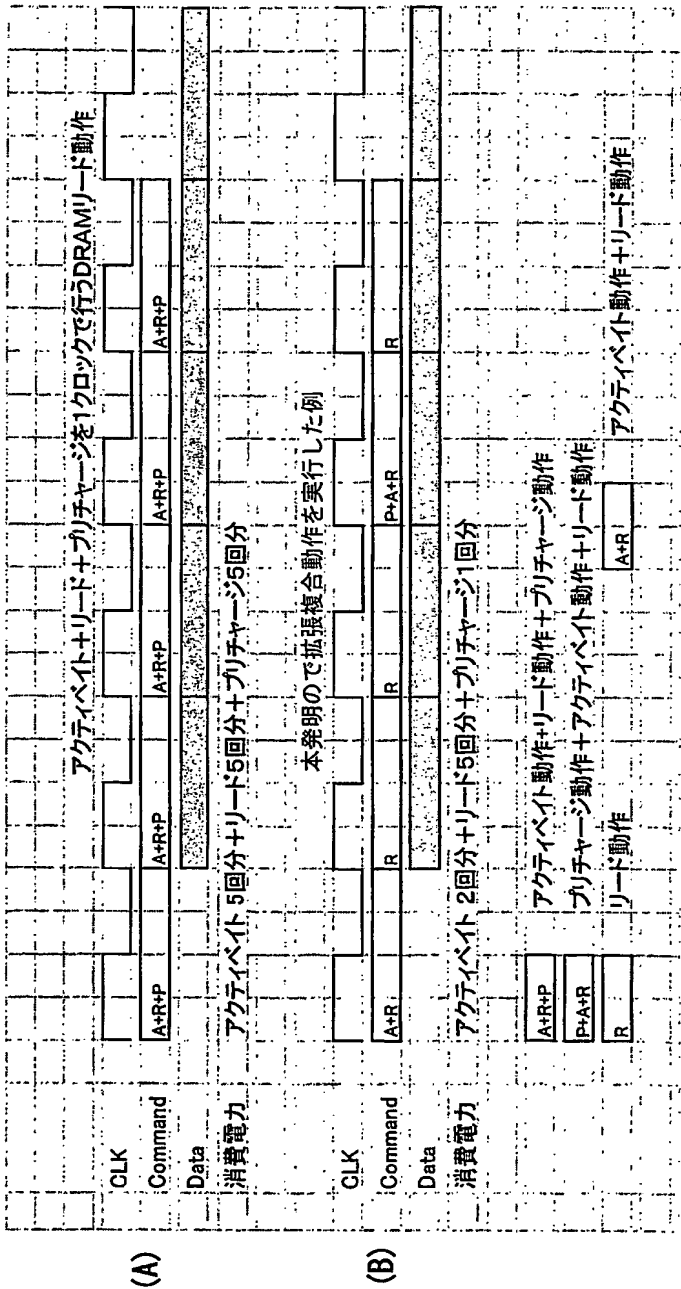 (A)
アクティベイト+リード+プリチャージを1クロックで行うDRAMリード動作
CLK
Command A+R+P A+R+P A+R+P A+R+P A+R+P
Data
消費電力 アクティベイト 5回分+リード5回分+プリチャージ5回分
(B)
本発明ので拡張複合動作を実行した例
CLK
Command A+R R R P+A+R R
Data
消費電力 アクティベイト 2回分+リード5回分+プリチャージ1回分
A+R+P アクティベイト動作+リード動作+プリチャージ動作
P+A+R プリチャージ動作+アクティベイト動作+リード動作
R リード動作 A+R アクティベイト動作+リード動作